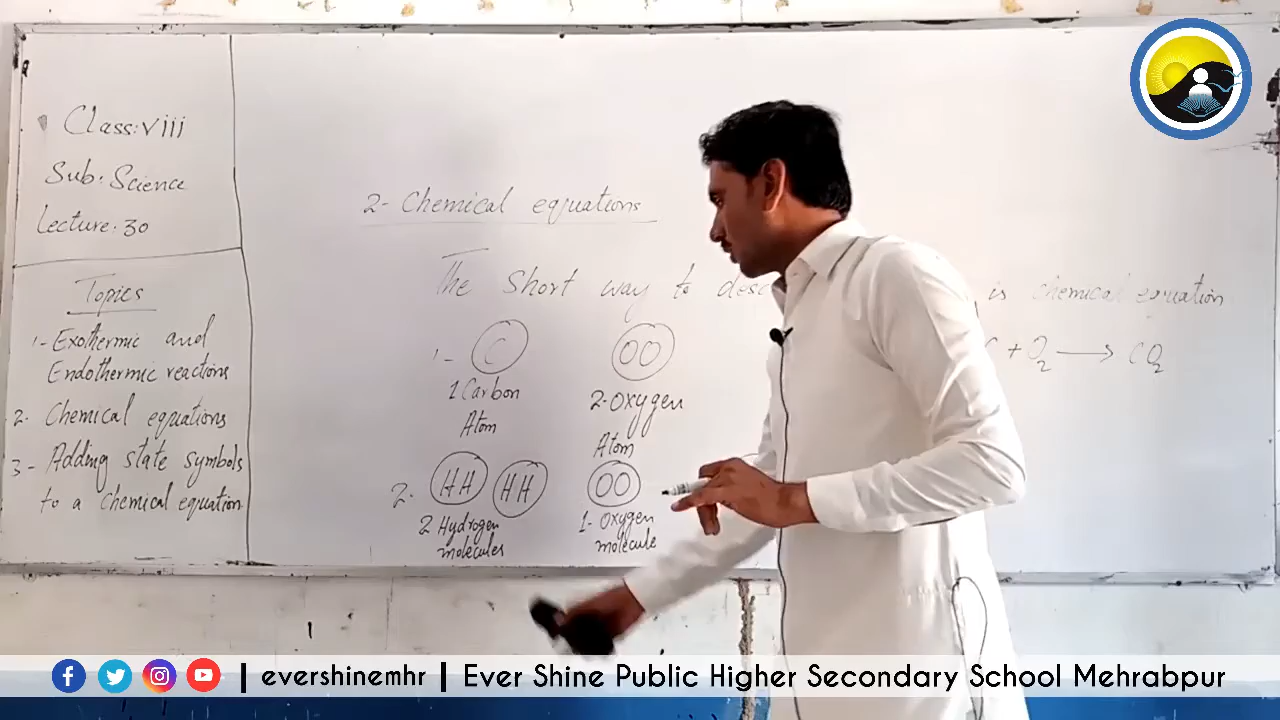 Class: viii
Sub: Science
Lecture: 30
Topics
1- Exothermic and
Endothermic reactions
2- Chemical equations
3- Adding state symbols
to a chemical equation
2- Chemical equations
The short way to desc is chemical equation
1- C OO + O2 → CO2
1 Carbon
Atom
2-Oxygen
Atom
2. HH HH OO
2 Hydrogen
molecules
1- Oxygen
molecule
| evershinemhr | Ever Shine Public Higher Secondary School Mehrabpur